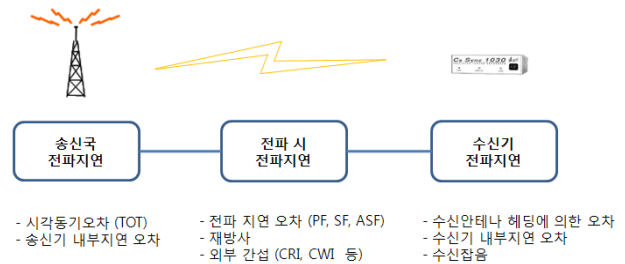 Cs Sync 1030
송신국
전파지연
전파 시
전파지연
수신기
전파지연
- 시각동기오차 (TOT)
- 송신기 내부지연 오차
- 전파 지연 오차 (PF, SF, ASF)
- 재방사
- 외부 간섭 (CRI, CWI 등)
- 수신안테나 헤딩에 의한 오차
- 수신기 내부지연 오차
- 수신잡음